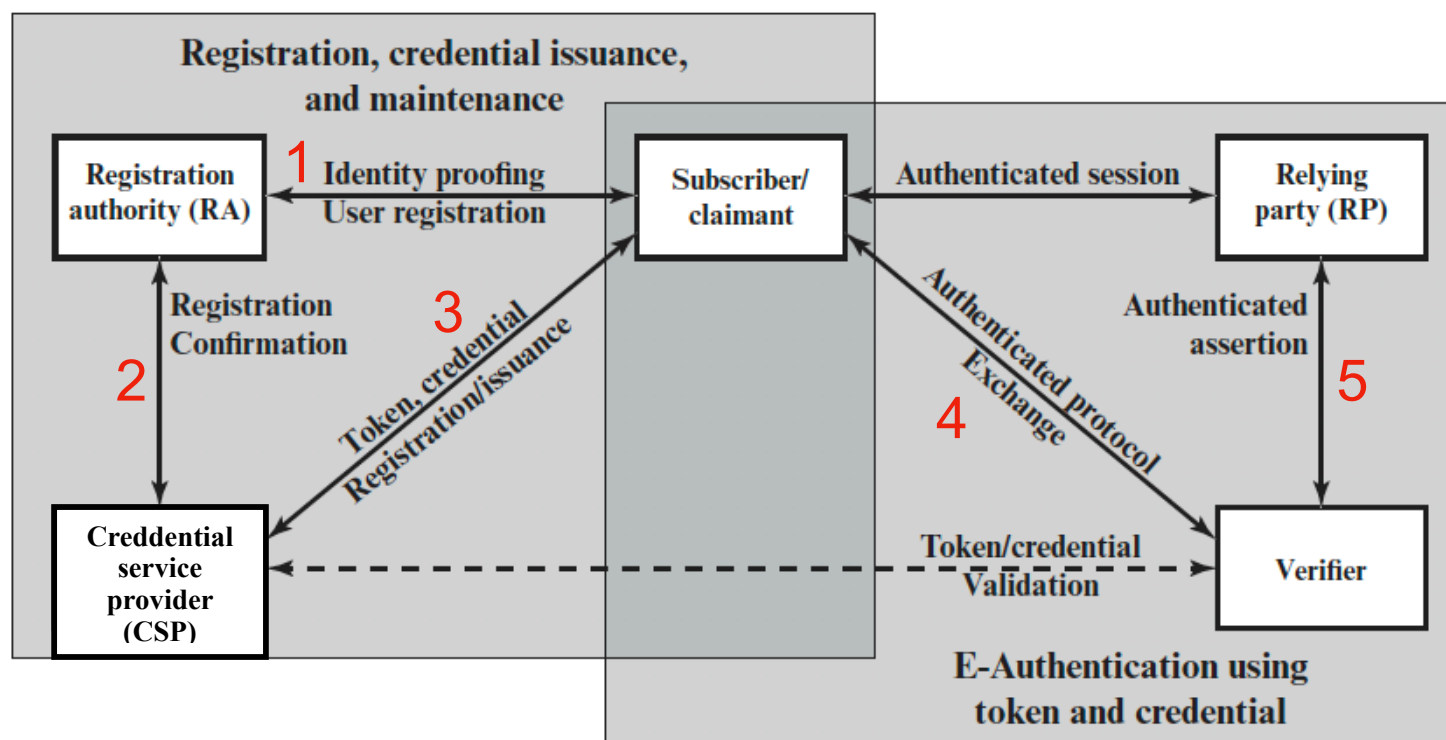 Registration, credential issuance,
and maintenance
Registration
authority (RA)
1
Identity proofing
User registration
Subscriber/
claimant
Authenticated session
Relying
party (RP)
2
Registration
Confirmation
3
Token, credential
Registration/issuance
Authenticated protocol
Exchange
4
Authenticated
assertion
5
Creddential
service
provider
(CSP)
Token/credential
Validation
Verifier
E-Authentication using
token and credential